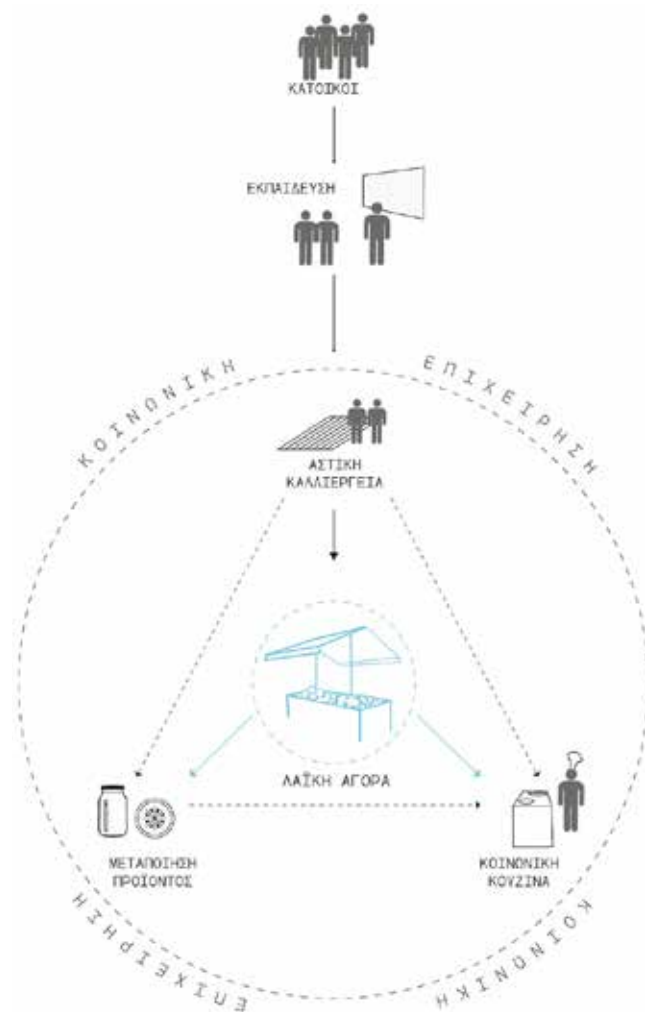 ΚΑΤΟΙΚΟΙ
ΕΚΠΑΙΔΕΥΣΗ
ΚΟΙΝΩΝΙΚΗ
ΕΠΙΧΕΙΡΗΣΗ
ΑΣΤΙΚΗ
ΚΑΛΛΙΕΡΓΕΙΑ
ΛΑΪΚΗ ΑΓΟΡΑ
ΜΕΤΑΠΟΙΗΣΗ
ΠΡΟΪΟΝΤΟΣ
ΚΟΙΝΩΝΙΚΗ
ΚΟΥΖΙΝΑ
ΚΟΙΝΩΝΙΚΗ
ΕΠΙΧΕΙΡΗΣΗ